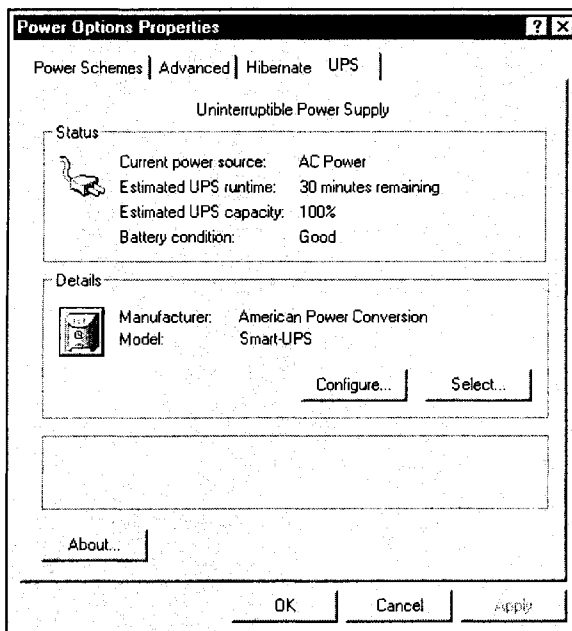 Power Options Properties
Power Schemes Advanced Hibernate UPS
Uninterruptible Power Supply
Status
Current power source: AC Power
Estimated UPS runtime: 30 minutes remaining
Estimated UPS capacity: 100%
Battery condition: Good
Details
Manufacturer: American Power Conversion
Model: Smart-UPS
Configure... Select...
About...
OK Cancel Apply